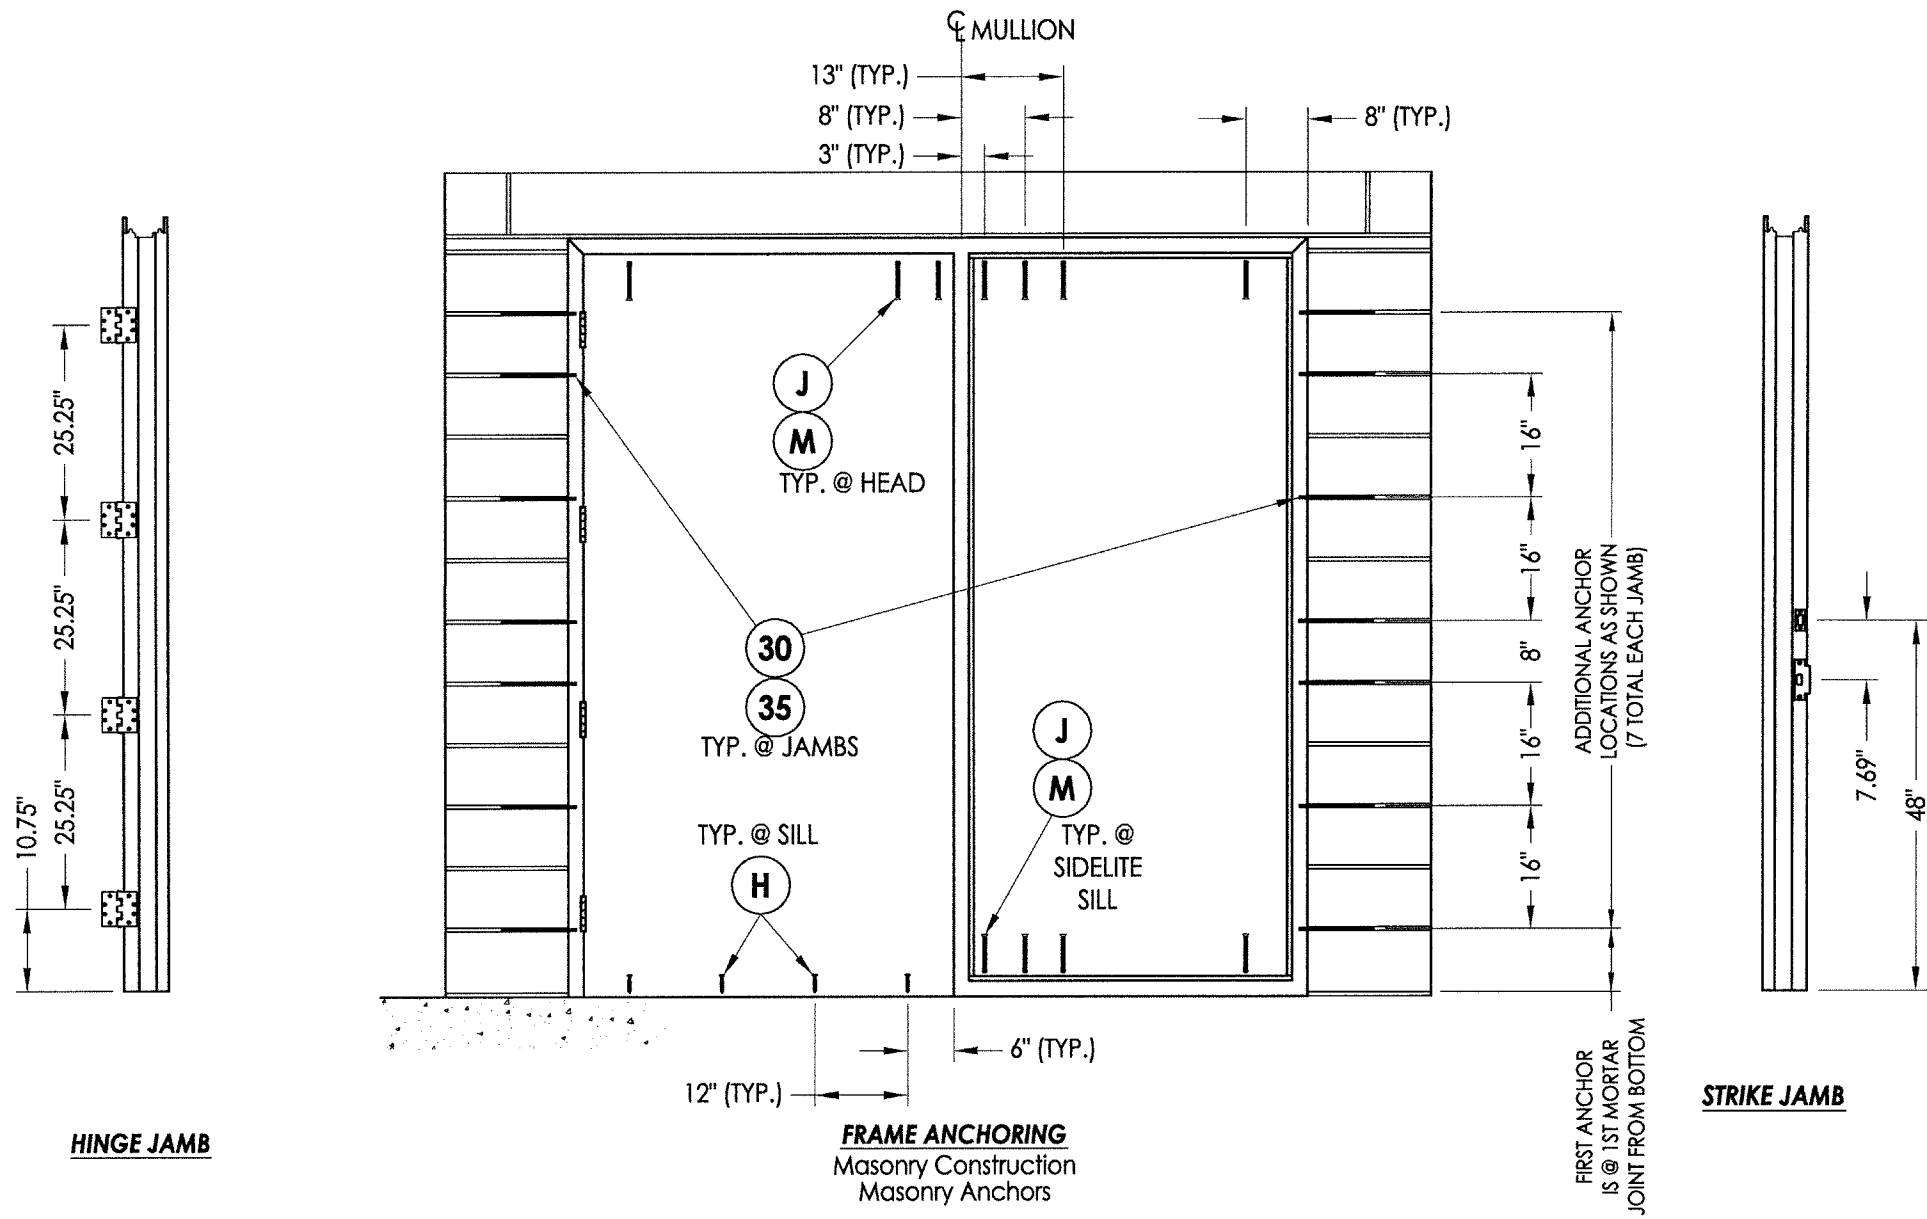 ℄ MULLION
13" (TYP.)
8" (TYP.)
8" (TYP.)
3" (TYP.)
25.25"
25.25"
25.25"
10.75"
J
M
TYP. @ HEAD
30
35
TYP. @ JAMBS
TYP. @ SILL
H
J
M
TYP. @
SIDELITE
SILL
16"
16"
8"
16"
16"
ADDITIONAL ANCHOR
LOCATIONS AS SHOWN
(7 TOTAL EACH JAMB)
7.69"
48"
6" (TYP.)
12" (TYP.)
FIRST ANCHOR
IS @ 1ST MORTAR
JOINT FROM BOTTOM
HINGE JAMB
FRAME ANCHORING
Masonry Construction
Masonry Anchors
STRIKE JAMB